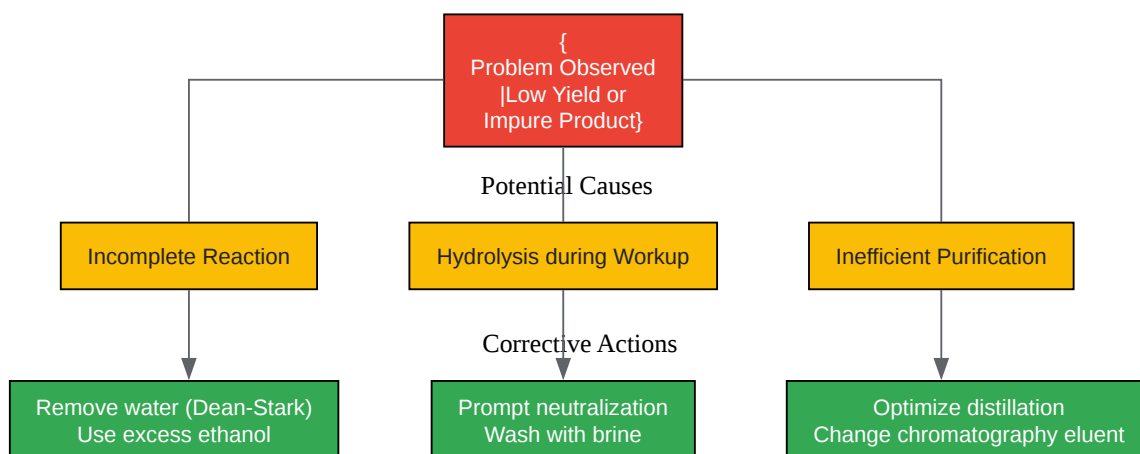 {
Problem Observed
|Low Yield or
Impure Product}
Potential Causes
Incomplete Reaction
Hydrolysis during Workup
Inefficient Purification
Corrective Actions
Remove water (Dean-Stark)
Use excess ethanol
Prompt neutralization
Wash with brine
Optimize distillation
Change chromatography eluent